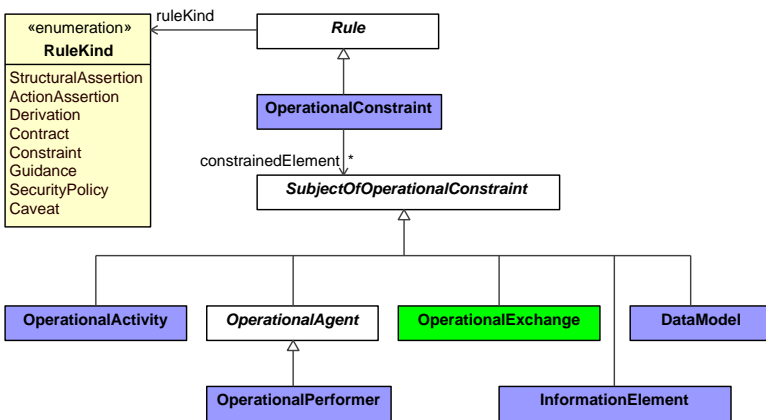 «enumeration»
RuleKind
StructuralAssertion
ActionAssertion
Derivation
Contract
Constraint
Guidance
SecurityPolicy
Caveat
ruleKind
Rule
OperationalConstraint
constrainedElement *
SubjectOfOperationalConstraint
OperationalActivity
OperationalAgent
OperationalExchange
DataModel
OperationalPerformer
InformationElement